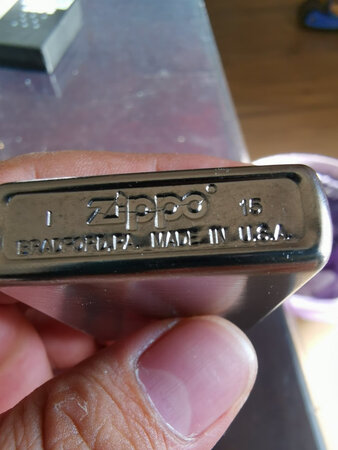 I Zippo® 15
BRADFORD,PA. MADE IN U.S.A.